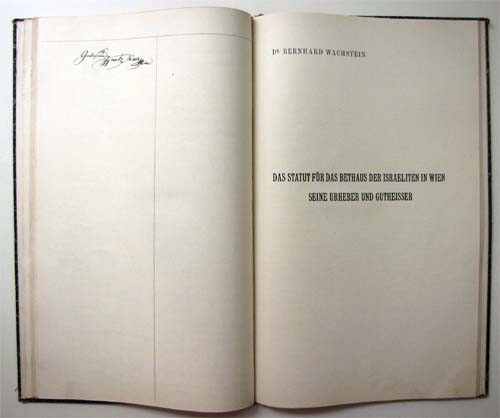 Dᴿ BERNHARD WACHSTEIN
DAS STATUT FÜR DAS BETHAUS DER ISRAELITEN IN WIEN
SEINE URHEBER UND GUTHEISSER